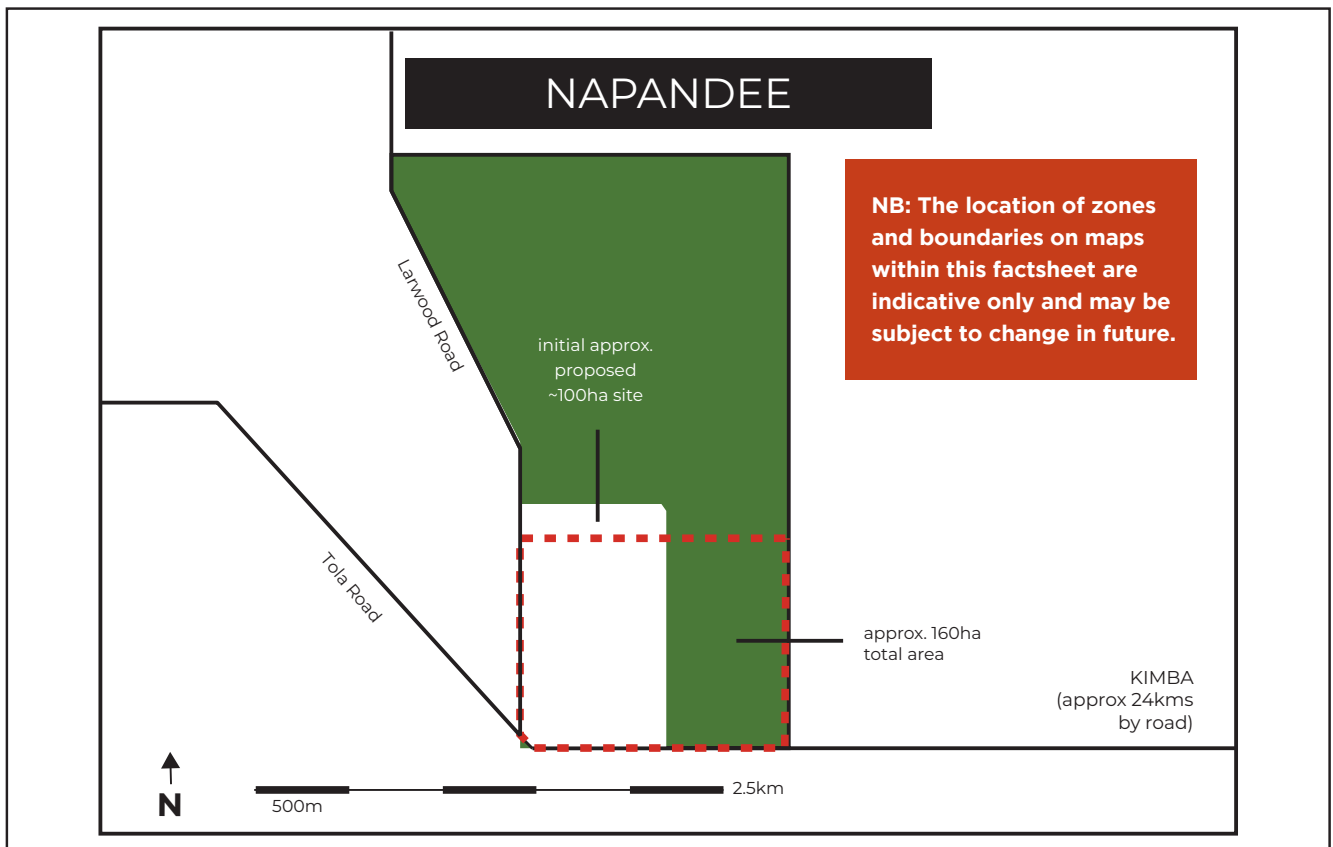 NAPANDEE
NB: The location of zones
and boundaries on maps
within this factsheet are
indicative only and may be
subject to change in future.
Larwood Road
initial approx.
proposed
~100ha site
Tola Road
approx. 160ha
total area
KIMBA
(approx 24kms
by road)
N
500m
2.5km